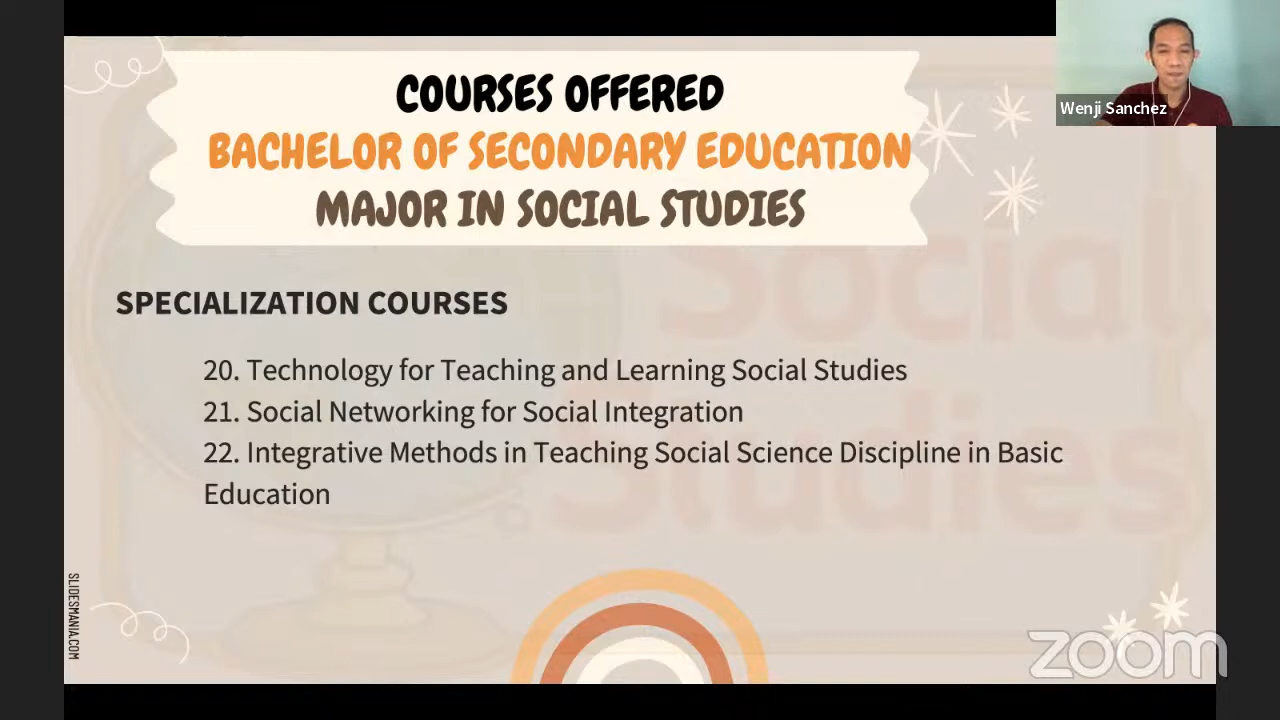 COURSES OFFERED
BACHELOR OF SECONDARY EDUCATION
MAJOR IN SOCIAL STUDIES
Wenji Sanchez
Social
Studies
SPECIALIZATION COURSES
20. Technology for Teaching and Learning Social Studies
21. Social Networking for Social Integration
22. Integrative Methods in Teaching Social Science Discipline in Basic
Education
SLIDESMANIA.COM
zoom